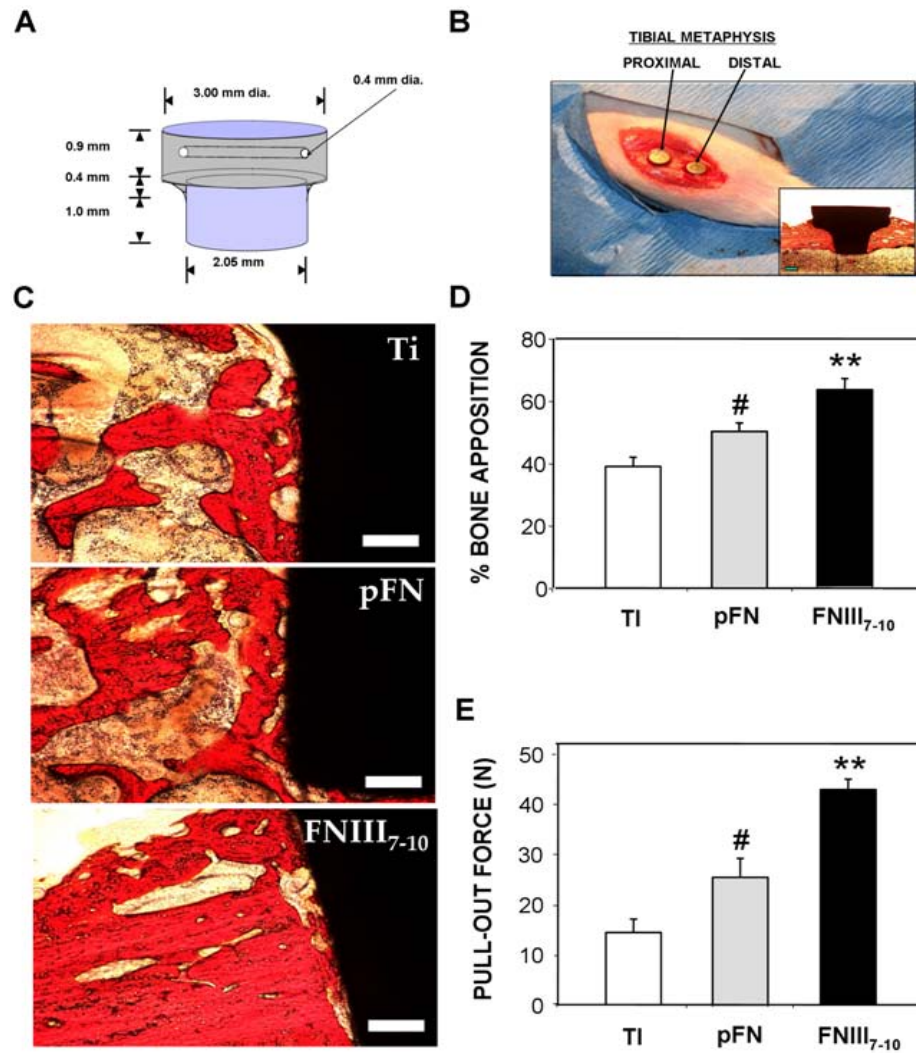 A
3.00 mm dia.
0.4 mm dia.
0.9 mm
0.4 mm
1.0 mm
2.05 mm
B
TIBIAL METAPHYSIS
PROXIMAL DISTAL
C
Ti
pFN
FNIII7-10
D
% BONE APPOSITION
80
60
40
20
0
# **
TI pFN FNIII7-10
E
PULL-OUT FORCE (N)
50
40
30
20
10
0
# **
TI pFN FNIII7-10